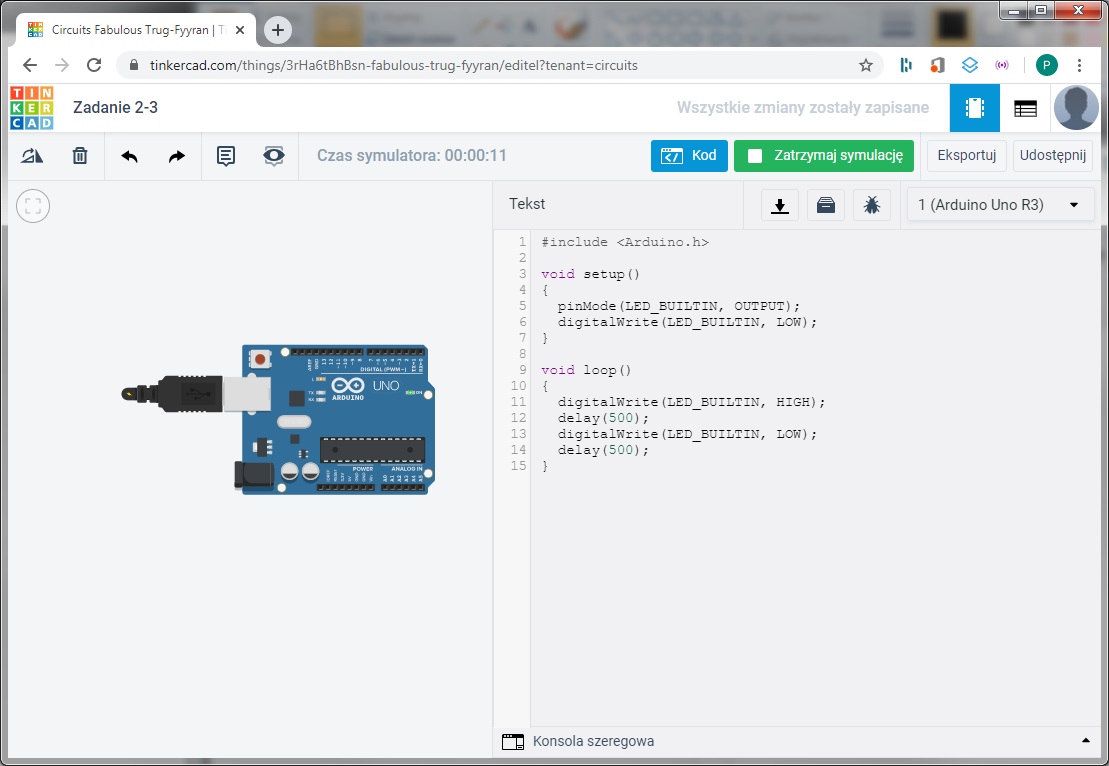 Circuits Fabulous Trug-Fyyran | T
tinkercad.com/things/3rHa6tBhBsn-fabulous-trug-fyyran/editel?tenant=circuits
P
TIN
KER
CAD
Zadanie 2-3
Wszystkie zmiany zostały zapisane
Czas symulatora: 00:00:11
Kod
Zatrzymaj symulację
Eksportuj
Udostępnij
Tekst
1 (Arduino Uno R3)
1 #include <Arduino.h>
2
3 void setup()
4 {
5 pinMode(LED_BUILTIN, OUTPUT);
6 digitalWrite(LED_BUILTIN, LOW);
7 }
8
9 void loop()
10 {
11 digitalWrite(LED_BUILTIN, HIGH);
12 delay(500);
13 digitalWrite(LED_BUILTIN, LOW);
14 delay(500);
15 }
DIGITAL (PWM~)
L
TX
RX
UNO
ON
ARDUINO
POWER
ANALOG IN
Konsola szeregowa